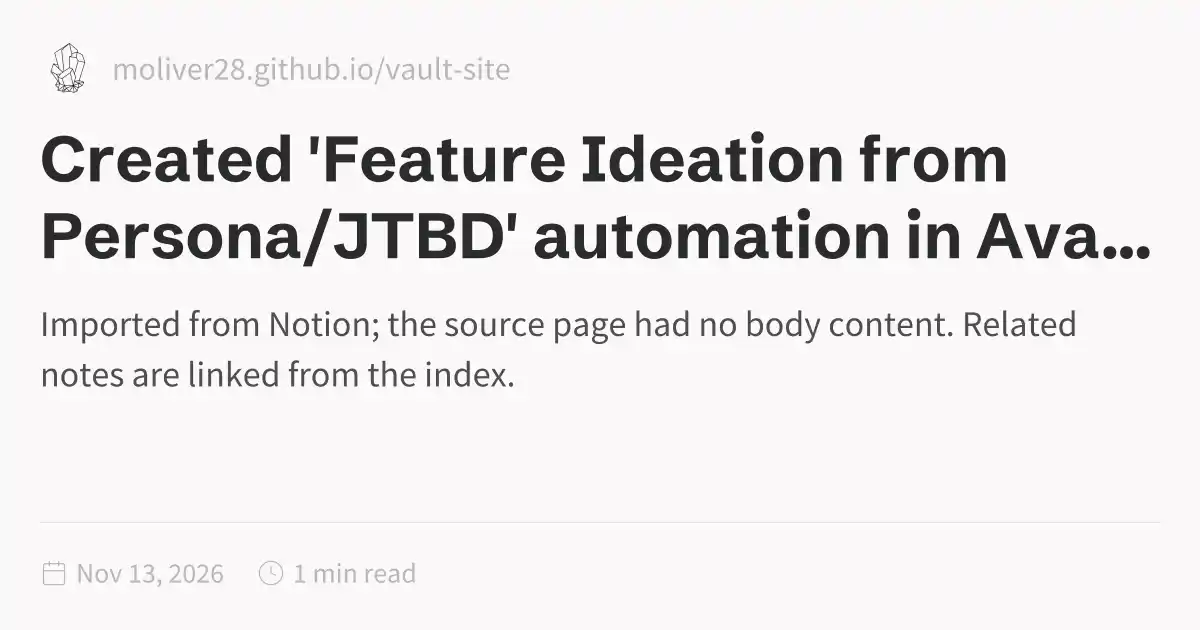 moliver28.github.io/vault-site
Created 'Feature Ideation from
Persona/JTBD' automation in Ava...
Imported from Notion; the source page had no body content. Related
notes are linked from the index.
Nov 13, 2026 1 min read